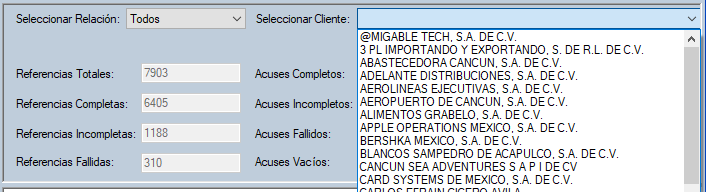 Seleccionar Relación: Todos Seleccionar Cliente:
@MIGABLE TECH, S.A. DE C.V.
3 PL IMPORTANDO Y EXPORTANDO, S. DE R.L. DE C.V.
ABASTECEDORA CANCUN, S.A. DE C.V.
Referencias Totales: 7903 Acuses Completos:
ADELANTE DISTRIBUCIONES, S.A. DE C.V.
AEROLINEAS EJECUTIVAS, S.A. DE C.V.
Referencias Completas: 6405 Acuses Incompletos:
AEROPUERTO DE CANCUN, S.A. DE C.V.
ALIMENTOS GRABELO, S.A. DE C.V.
Referencias Incompletas: 1188 Acuses Fallidos:
APPLE OPERATIONS MEXICO, S.A. DE C.V.
BERSHKA MEXICO, S.A. DE C.V.
BLANCOS SAMPEDRO DE ACAPULCO, S.A. DE C.V.
Referencias Fallidas: 310 Acuses Vacíos:
CANCUN SEA ADVENTURES S A P I DE CV
CARD SYSTEMS DE MEXICO, S.A. DE C.V.
CARLOS EFRAIN CICERO AVILA